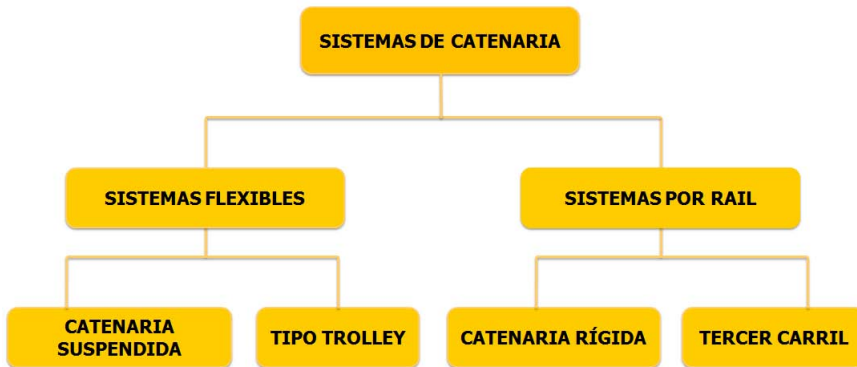 SISTEMAS DE CATENARIA
SISTEMAS FLEXIBLES
SISTEMAS POR RAIL
CATENARIA
SUSPENDIDA
TIPO TROLLEY
CATENARIA RÍGIDA
TERCER CARRIL